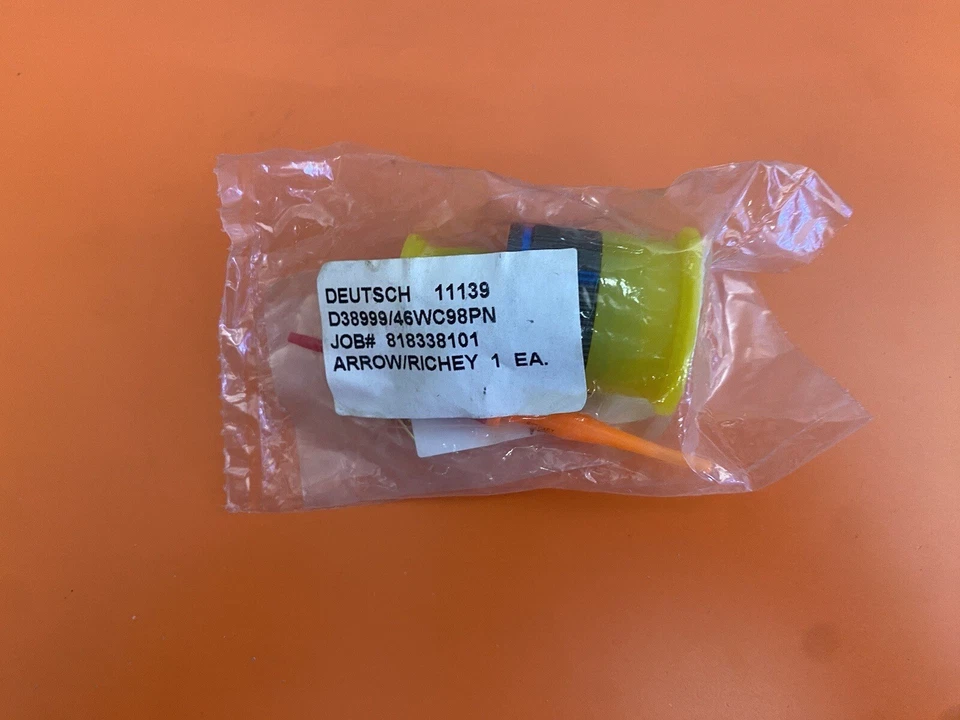 DEUTSCH 11139
D38999/46WC98PN
JOB# 818338101
ARROW/RICHEY 1 EA.